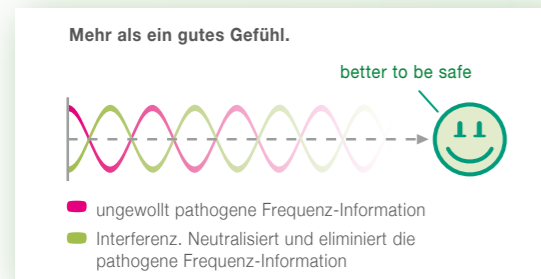 Mehr als ein gutes Gefühl.
better to be safe
ungewollt pathogene Frequenz-Information
Interferenz. Neutralisiert und eliminiert die
pathogene Frequenz-Information